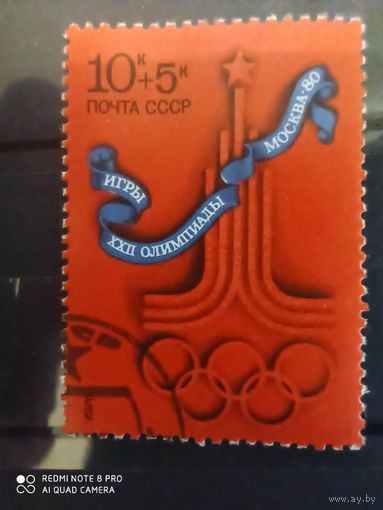 10к+5к
ПОЧТА СССР
ИГРЫ
XXII ОЛИМПИАДЫ
МОСКВА·80
1976
REDMI NOTE 8 PRO
AI QUAD CAMERA
www.ay.by